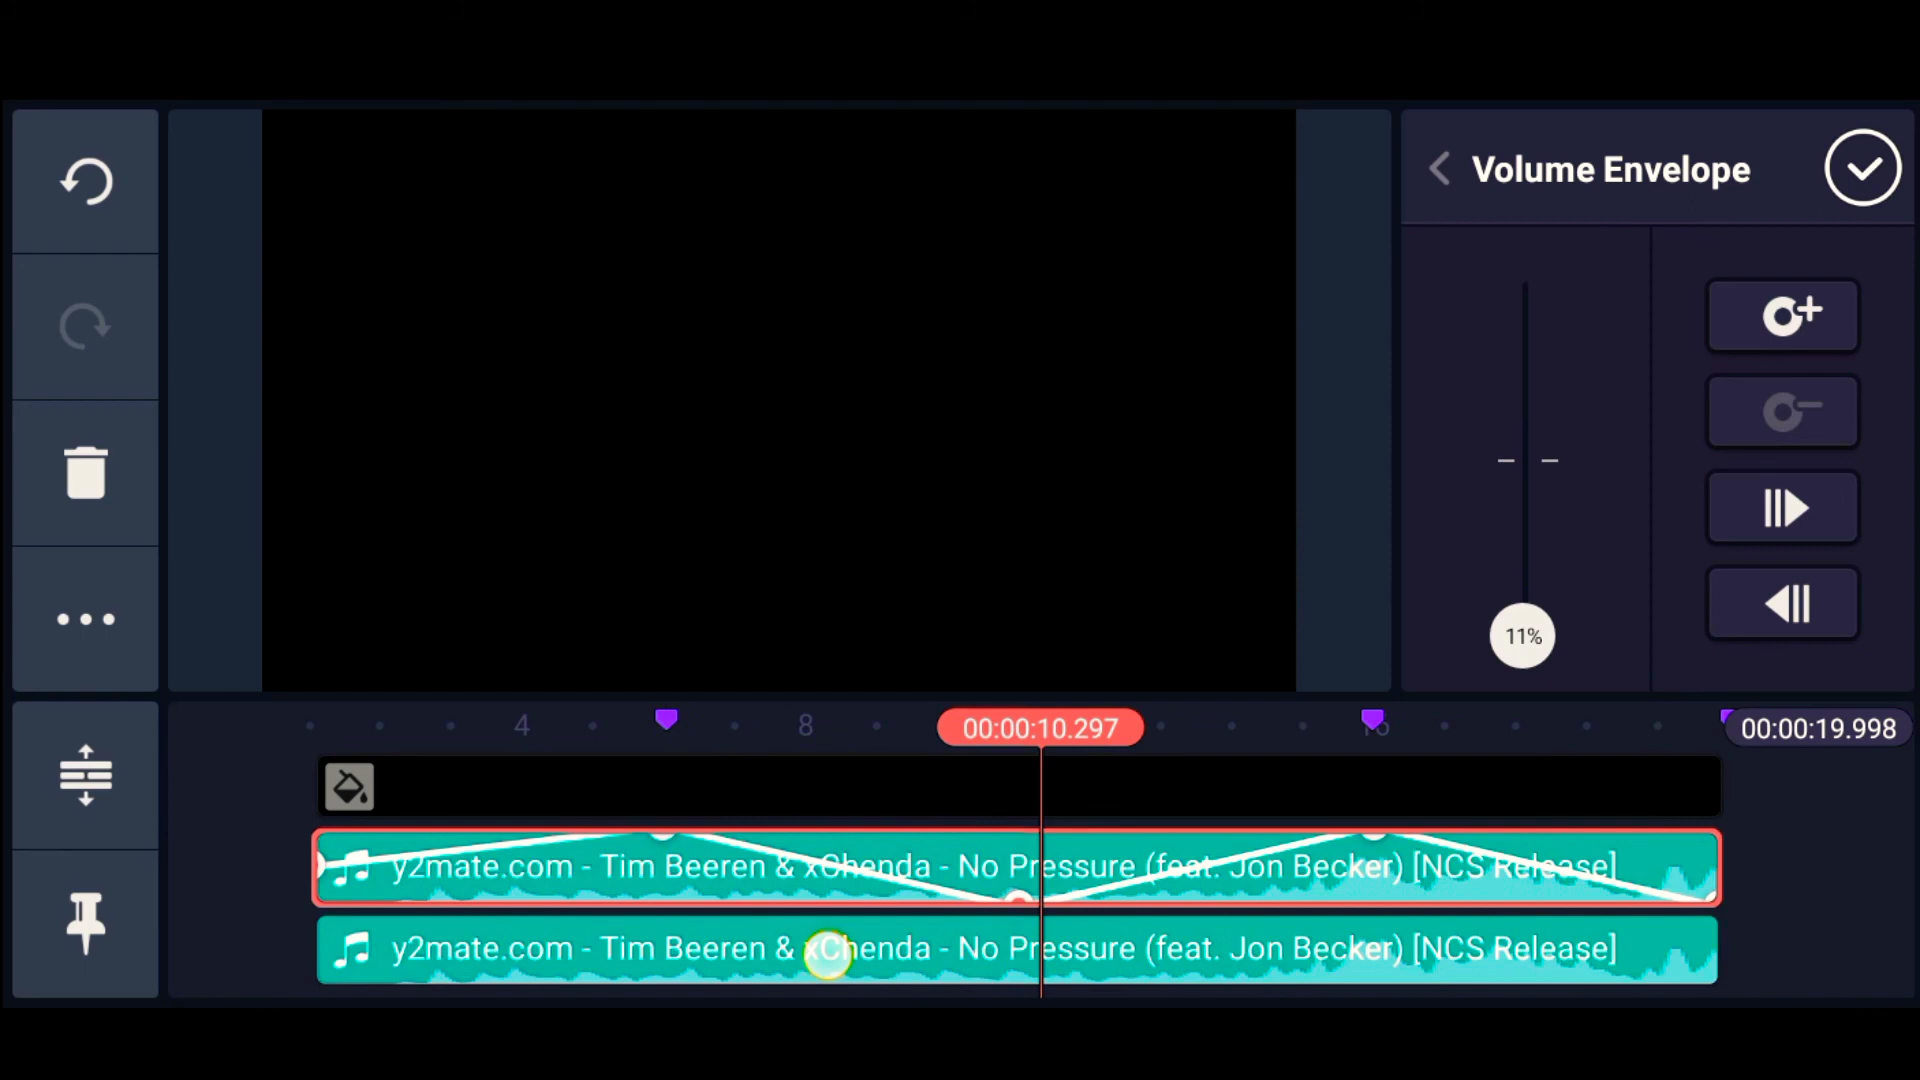 Volume Envelope
11%
4
8
00:00:10.297
16
00:00:19.998
y2mate.com - Tim Beeren & xChenda - No Pressure (feat. Jon Becker) [NCS Release]
y2mate.com - Tim Beeren & xChenda - No Pressure (feat. Jon Becker) [NCS Release]